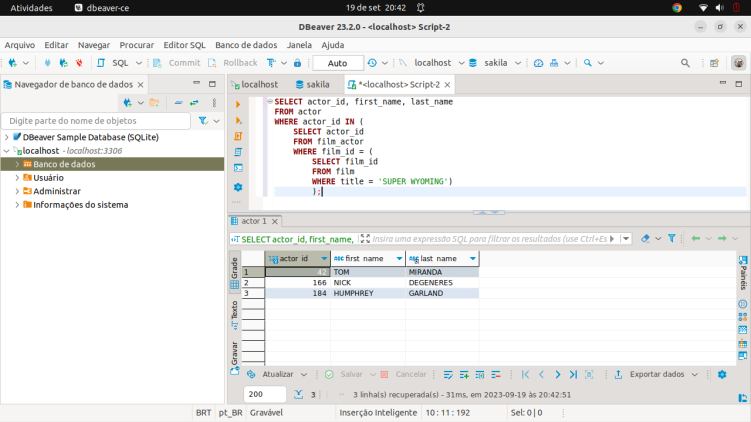 Atividades
dbeaver-ce
19 de set 20:42
DBeaver 23.2.0 - <localhost> Script-2
Arquivo Editar Navegar Procurar Editor SQL Banco de dados Janela Ajuda
SQL Commit Rollback Auto localhost sakila
Navegador de banco de dados
Digite parte do nome de objetos
DBeaver Sample Database (SQLite)
localhost - localhost:3306
Banco de dados
Usuário
Administrar
Informações do sistema
localhost sakila *<localhost> Script-2
SELECT actor_id, first_name, last_name
FROM actor
WHERE actor_id IN (
SELECT actor_id
FROM film_actor
WHERE film_id = (
SELECT film_id
FROM film
WHERE title = 'SUPER WYOMING')
);
actor 1
SELECT actor_id, first_name, Insira uma expressão SQL para filtrar os resultados (use Ctrl+Es
Grade
Texto
Gravar
actor_id first_name last_name
1 42 TOM MIRANDA
2 166 NICK DEGENERES
3 184 HUMPHREY GARLAND
Painéis
Atualizar Salvar Cancelar Exportar dados
200 3 3 linha(s) recuperada(s) - 31ms, em 2023-09-19 às 20:42:51
BRT pt_BR Gravável Inserção Inteligente 10 : 11 : 192 Sel: 0 | 0